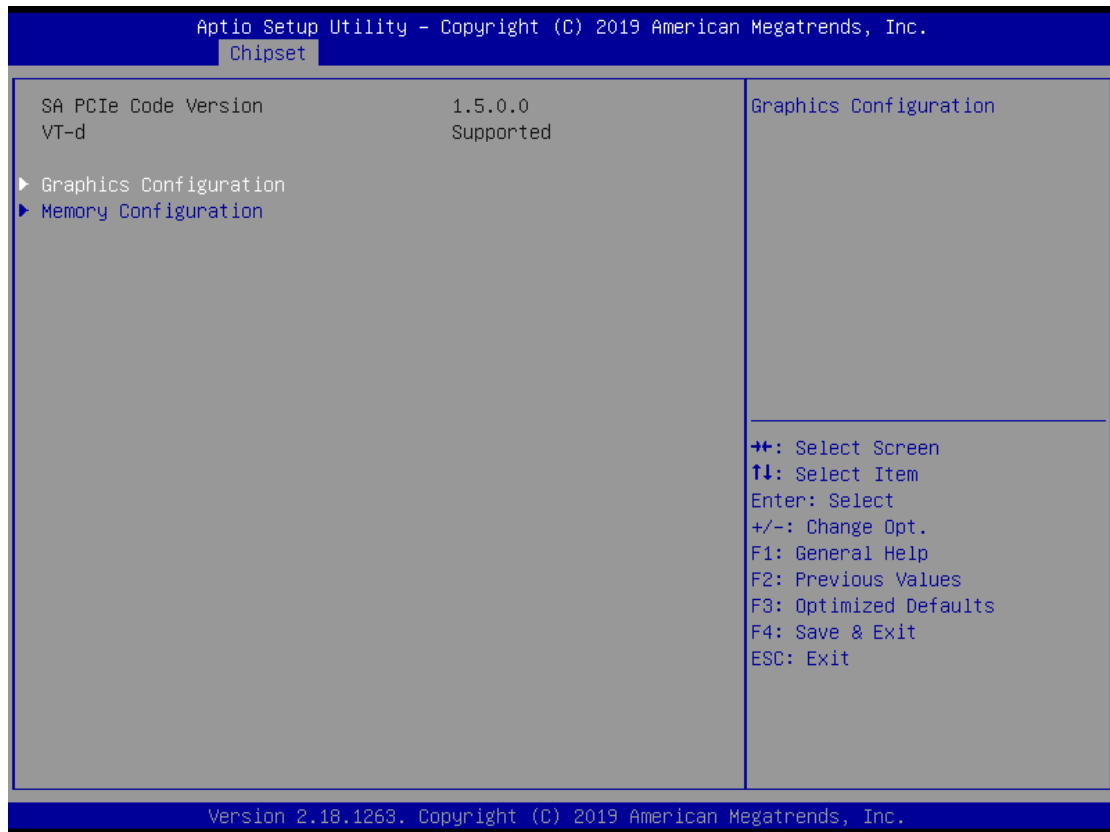 Aptio Setup Utility – Copyright (C) 2019 American Megatrends, Inc.
Chipset
SA PCIe Code Version 1.5.0.0
VT-d Supported
▶ Graphics Configuration
▶ Memory Configuration
Graphics Configuration
→←: Select Screen
↑↓: Select Item
Enter: Select
+/-: Change Opt.
F1: General Help
F2: Previous Values
F3: Optimized Defaults
F4: Save & Exit
ESC: Exit
Version 2.18.1263. Copyright (C) 2019 American Megatrends, Inc.